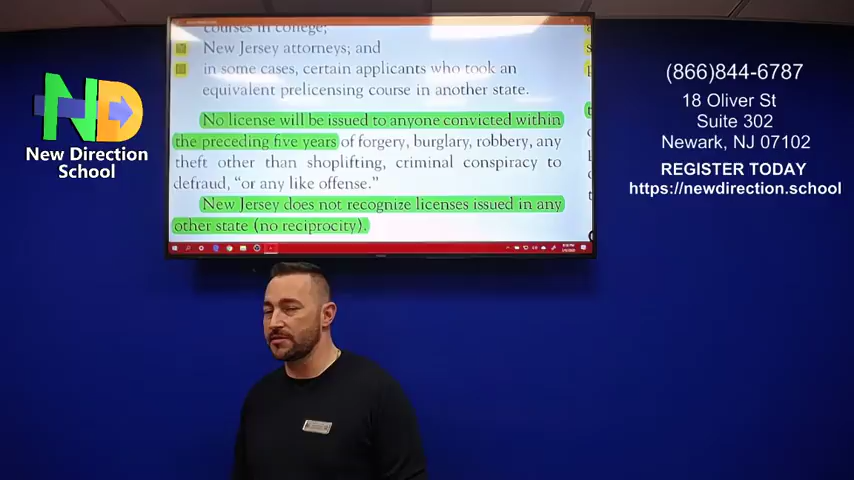 courses in college;
New Jersey attorneys; and
in some cases, certain applicants who took an
equivalent prelicensing course in another state.
No license will be issued to anyone convicted within
the preceding five years of forgery, burglary, robbery, any
theft other than shoplifting, criminal conspiracy to
defraud, “or any like offense.”
New Jersey does not recognize licenses issued in any
other state (no reciprocity).
ND
New Direction
School
(866)844-6787
18 Oliver St
Suite 302
Newark, NJ 07102
REGISTER TODAY
https://newdirection.school